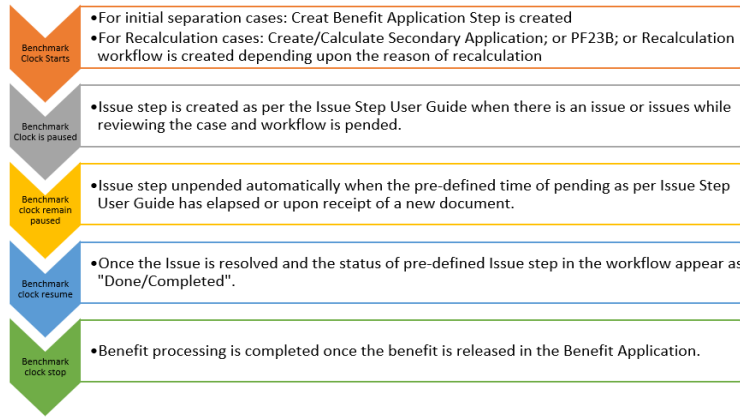 Benchmark
Clock Starts
•For initial separation cases: Creat Benefit Application Step is created
•For Recalculation cases: Create/Calculate Secondary Application; or PF23B; or Recalculation
workflow is created depending upon the reason of recalculation
Benchmark
Clock is paused
•Issue step is created as per the Issue Step User Guide when there is an issue or issues while
reviewing the case and workflow is pended.
Benchmark
clock remain
paused
•Issue step unpended automatically when the pre-defined time of pending as per Issue Step
User Guide has elapsed or upon receipt of a new document.
Benchmark
clock resume
•Once the Issue is resolved and the status of pre-defined Issue step in the workflow appear as
"Done/Completed".
Benchmark
clock stop
•Benefit processing is completed once the benefit is released in the Benefit Application.